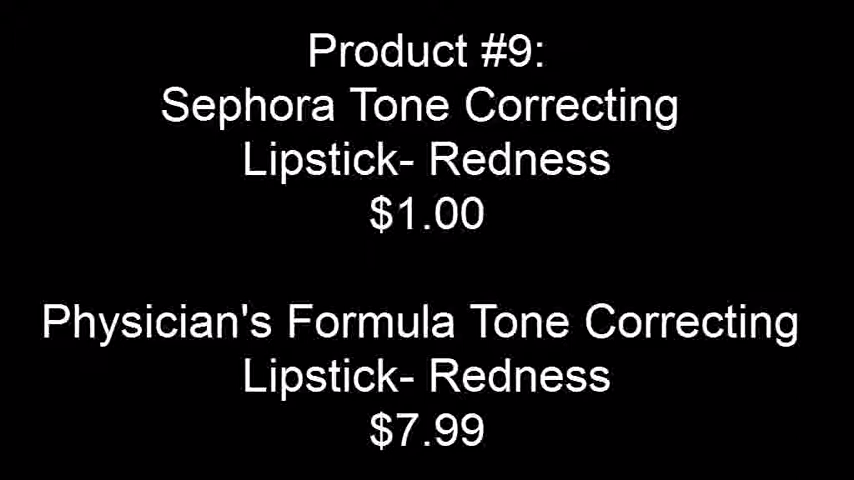 Product #9:
Sephora Tone Correcting
Lipstick- Redness
$1.00
Physician's Formula Tone Correcting
Lipstick- Redness
$7.99